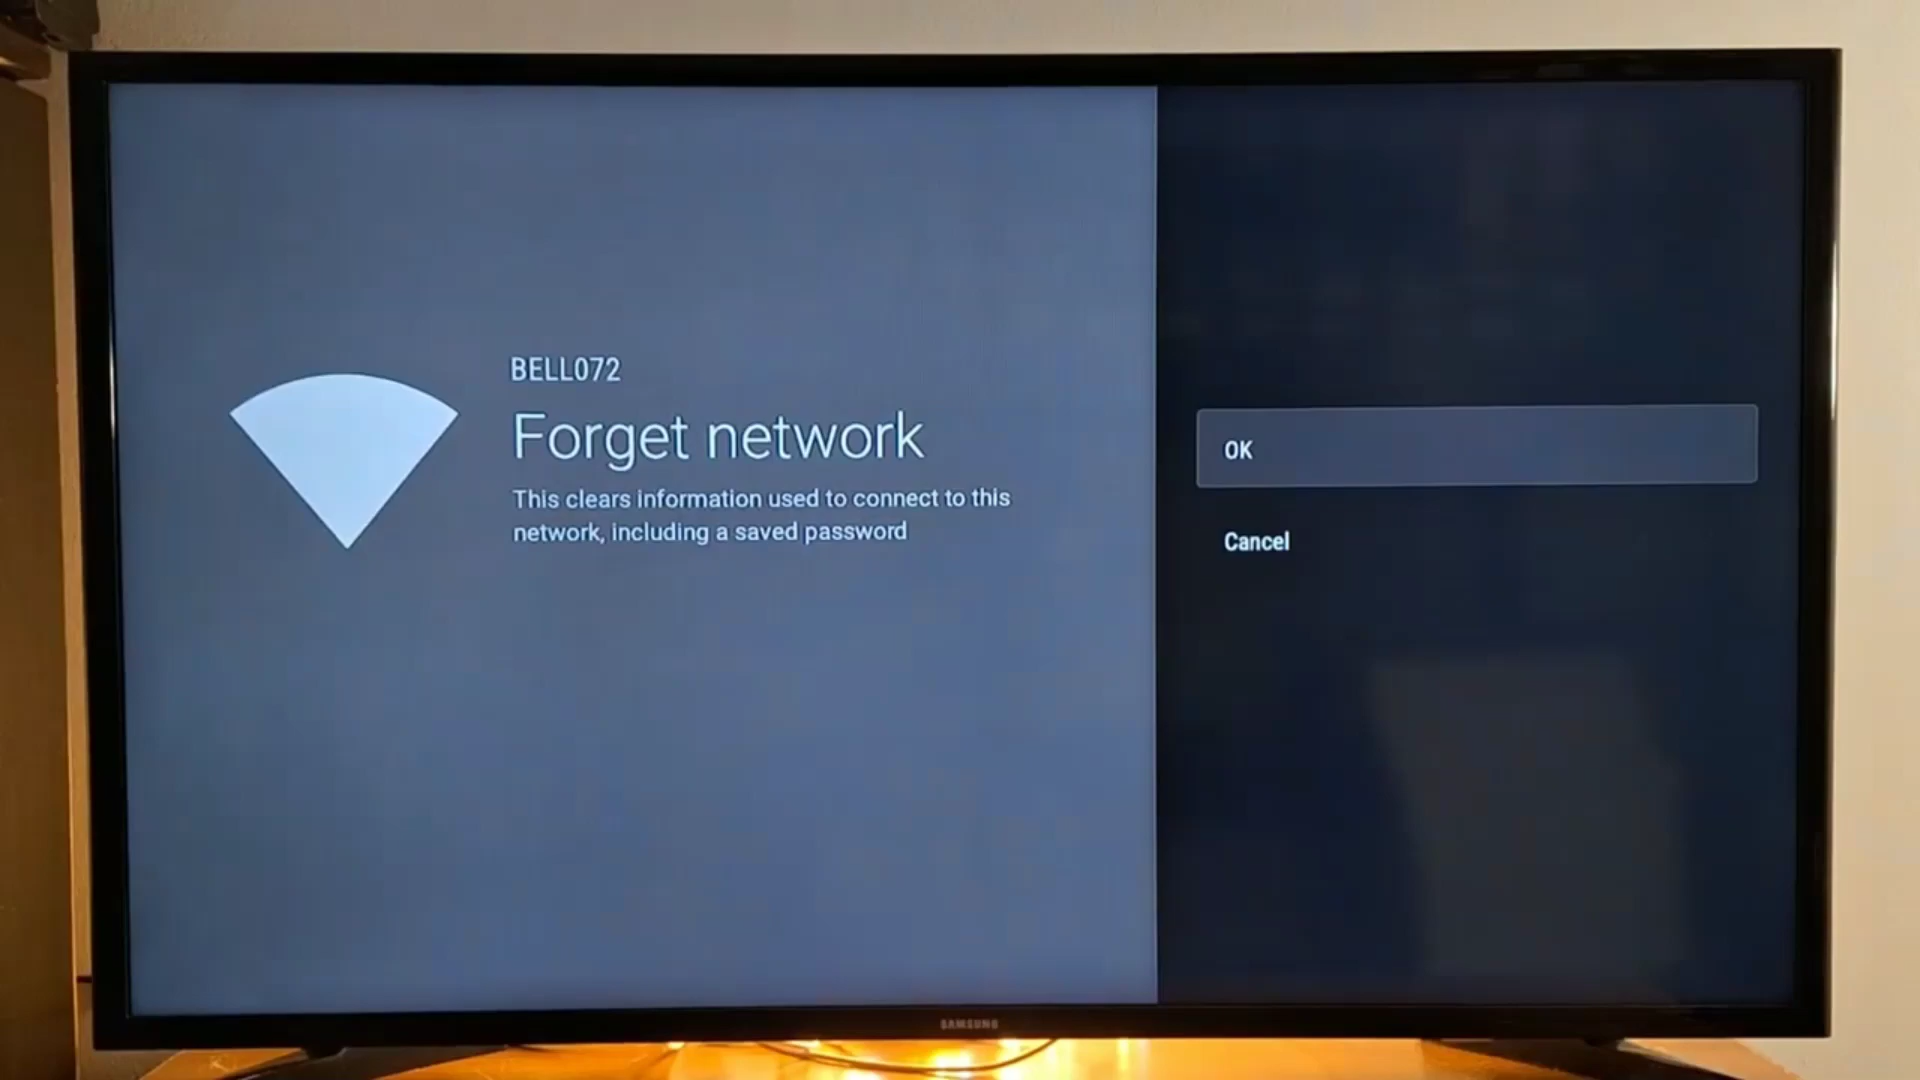 BELL072
Forget network
This clears information used to connect to this
network, including a saved password
OK
Cancel
SAMSUNG